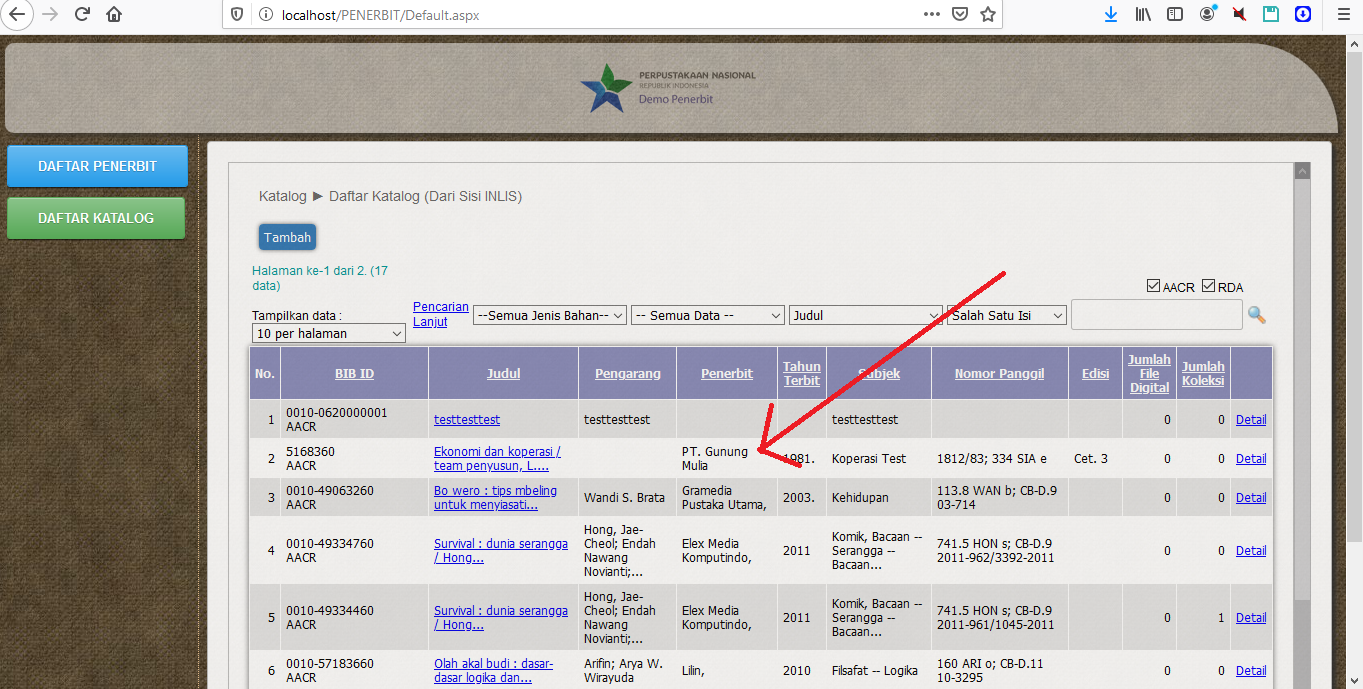 localhost/PENERBIT/Default.aspx
PERPUSTAKAAN NASIONAL
REPUBLIK INDONESIA
Demo Penerbit
DAFTAR PENERBIT
DAFTAR KATALOG
Katalog ► Daftar Katalog (Dari Sisi INLIS)
Tambah
Halaman ke-1 dari 2. (17
data)
AACR RDA
Tampilkan data :
10 per halaman
Pencarian
Lanjut
--Semua Jenis Bahan-- -- Semua Data -- Judul Salah Satu Isi
No. BIB ID Judul Pengarang Penerbit Tahun Terbit Subjek Nomor Panggil Edisi Jumlah File Digital Jumlah Koleksi
1 0010-0620000001 AACR testtesttest testtesttest testtesttest 0 0 Detail
2 5168360 AACR Ekonomi dan koperasi / team penyusun, L.... PT. Gunung Mulia 1981. Koperasi Test 1812/83; 334 SIA e Cet. 3 0 0 Detail
3 0010-49063260 AACR Bo wero : tips mbeling untuk menyiasati... Wandi S. Brata Gramedia Pustaka Utama, 2003. Kehidupan 113.8 WAN b; CB-D.9 03-714 0 0 Detail
4 0010-49334760 AACR Survival : dunia serangga / Hong... Hong, Jae-Cheol; Endah Nawang Novianti;... Elex Media Komputindo, 2011 Komik, Bacaan -- Serangga -- Bacaan... 741.5 HON s; CB-D.9 2011-962/3392-2011 0 0 Detail
5 0010-49334460 AACR Survival : dunia serangga / Hong... Hong, Jae-Cheol; Endah Nawang Novianti;... Elex Media Komputindo, 2011 Komik, Bacaan -- Serangga -- Bacaan... 741.5 HON s; CB-D.9 2011-961/1045-2011 0 1 Detail
6 0010-57183660 AACR Olah akal budi : dasar-dasar logika dan... Arifin; Arya W. Wirayuda Lilin, 2010 Filsafat -- Logika 160 ARI o; CB-D.11 10-3295 0 0 Detail